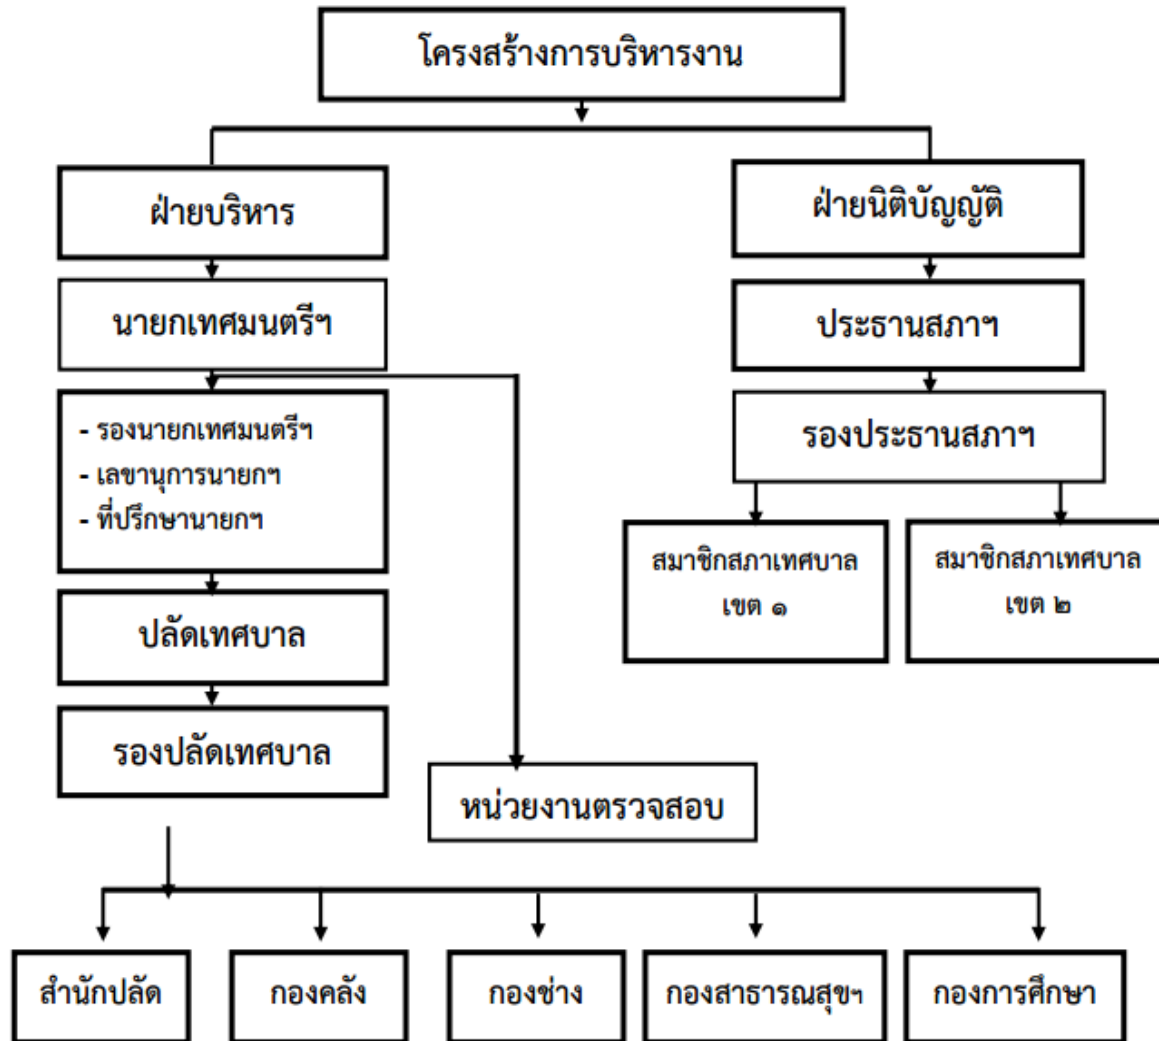 โครงสร้างการบริหารงาน
ฝ่ายบริหาร
ฝ่ายนิติบัญญัติ
นายกเทศมนตรีฯ
ประธานสภาฯ
- รองนายกเทศมนตรีฯ
- เลขานุการนายกฯ
- ที่ปรึกษานายกฯ
รองประธานสภาฯ
สมาชิกสภาเทศบาล
เขต ๑
สมาชิกสภาเทศบาล
เขต ๒
ปลัดเทศบาล
รองปลัดเทศบาล
หน่วยงานตรวจสอบ
สำนักปลัด
กองคลัง
กองช่าง
กองสาธารณสุขฯ
กองการศึกษา